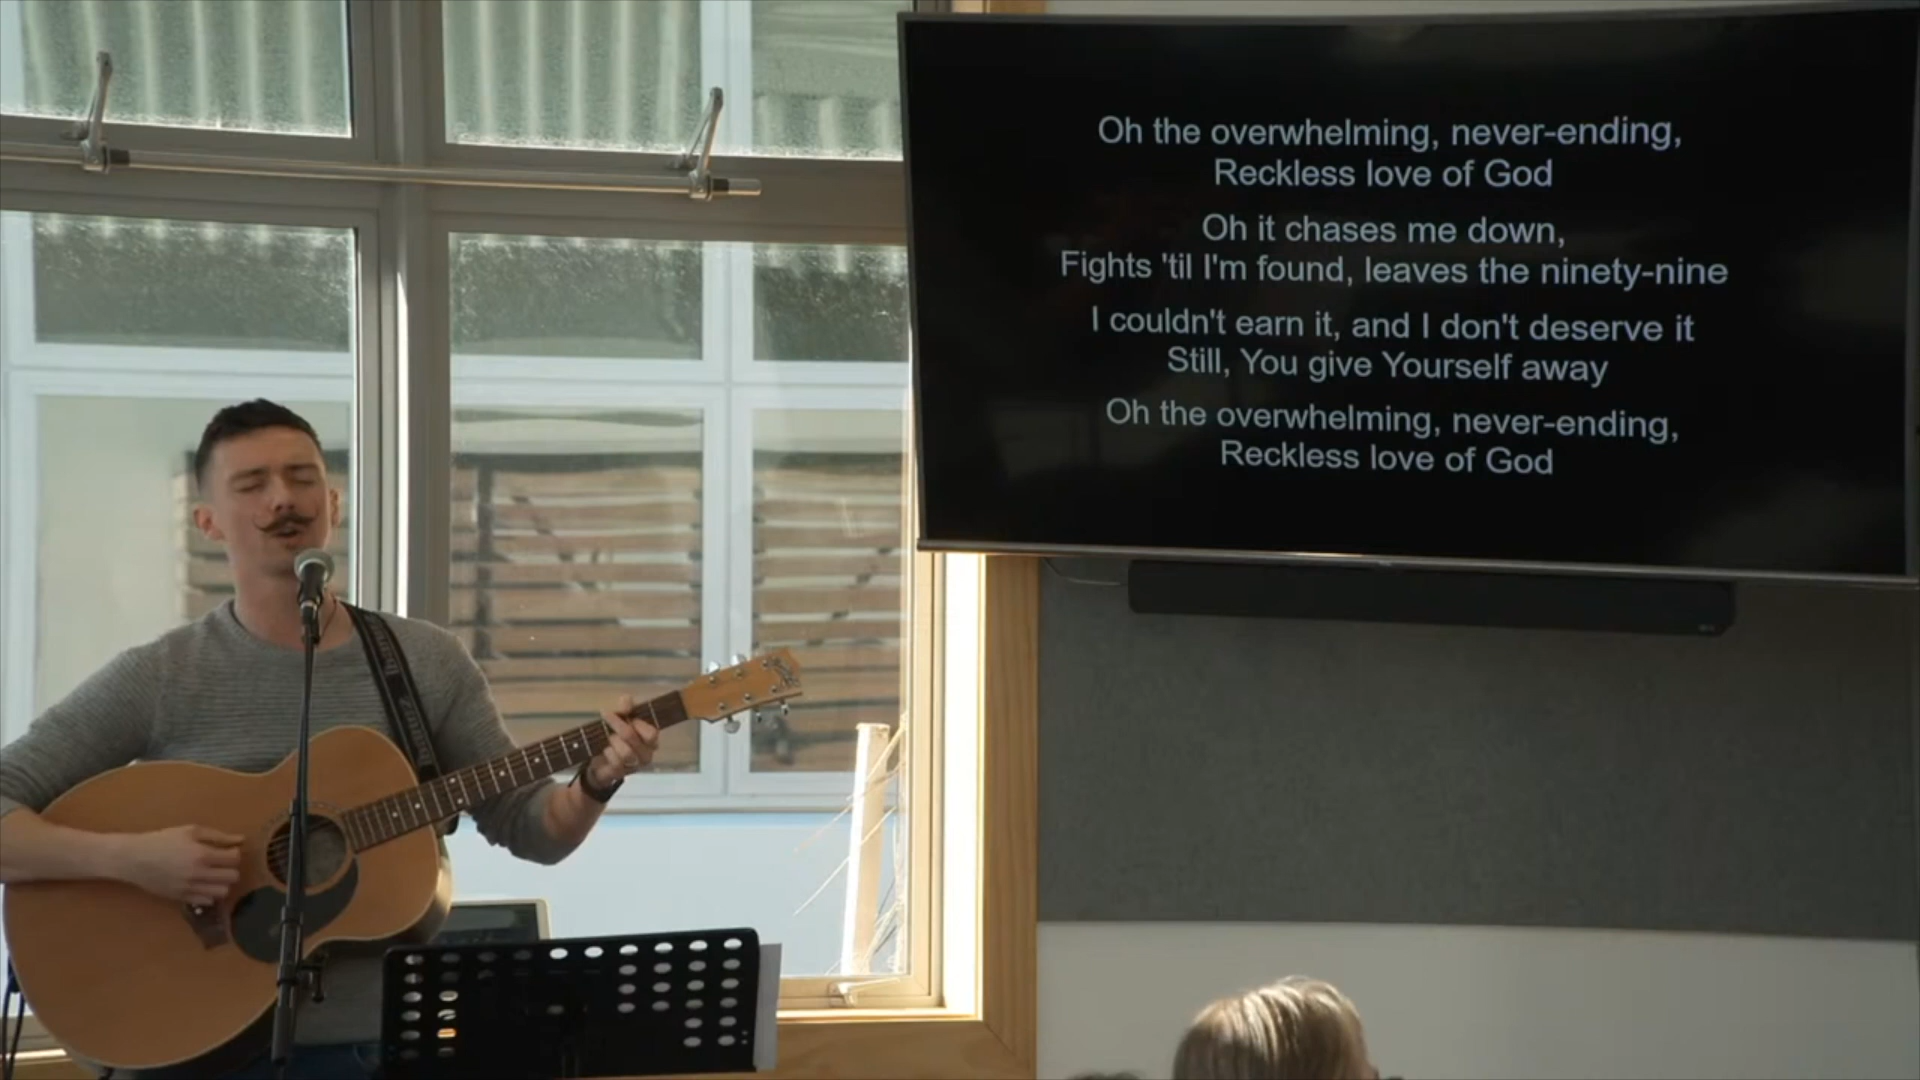 Oh the overwhelming, never-ending,
Reckless love of God
Oh it chases me down,
Fights 'til I'm found, leaves the ninety-nine
I couldn't earn it, and I don't deserve it
Still, You give Yourself away
Oh the overwhelming, never-ending,
Reckless love of God